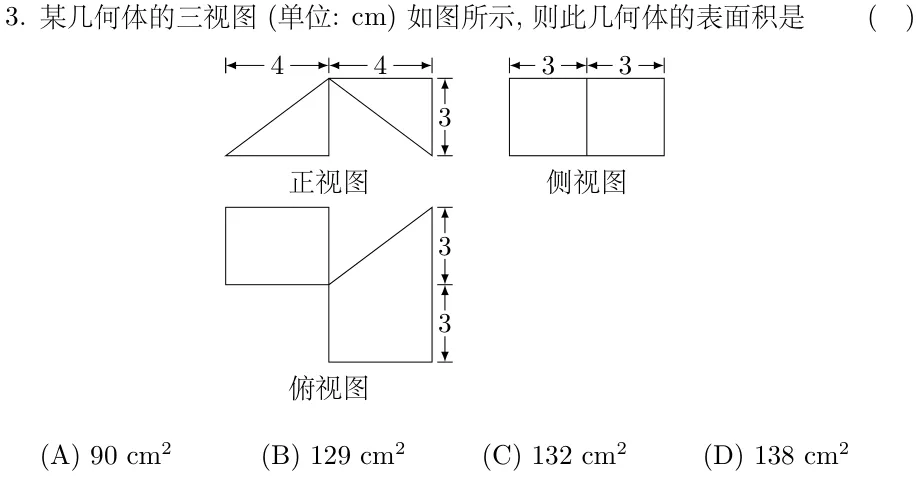 3. 某几何体的三视图 (单位: cm) 如图所示, 则此几何体的表面积是 ( )
4 4 3 3
3
正视图 侧视图
3
3
俯视图
(A) 90 cm² (B) 129 cm² (C) 132 cm² (D) 138 cm²